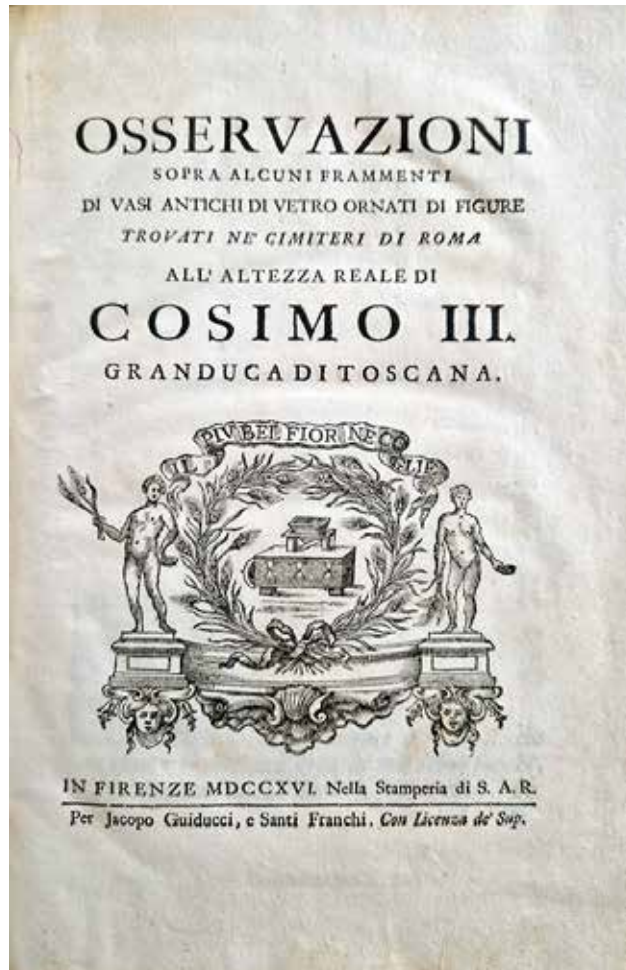 OSSERVAZIONI
SOPRA ALCUNI FRAMMENTI
DI VASI ANTICHI DI VETRO ORNATI DI FIGURE
TROVATI NE' CIMITERI DI ROMA
ALL' ALTEZZA REALE DI
COSIMO III.
GRANDUCA DI TOSCANA.
IL PIV BEL FIOR NE COGLIE
IN FIRENZE MDCCXVI. Nella Stamperia di S. A. R.
Per Jacopo Guiducci, e Santi Franchi. Con Licenza de' Sup.